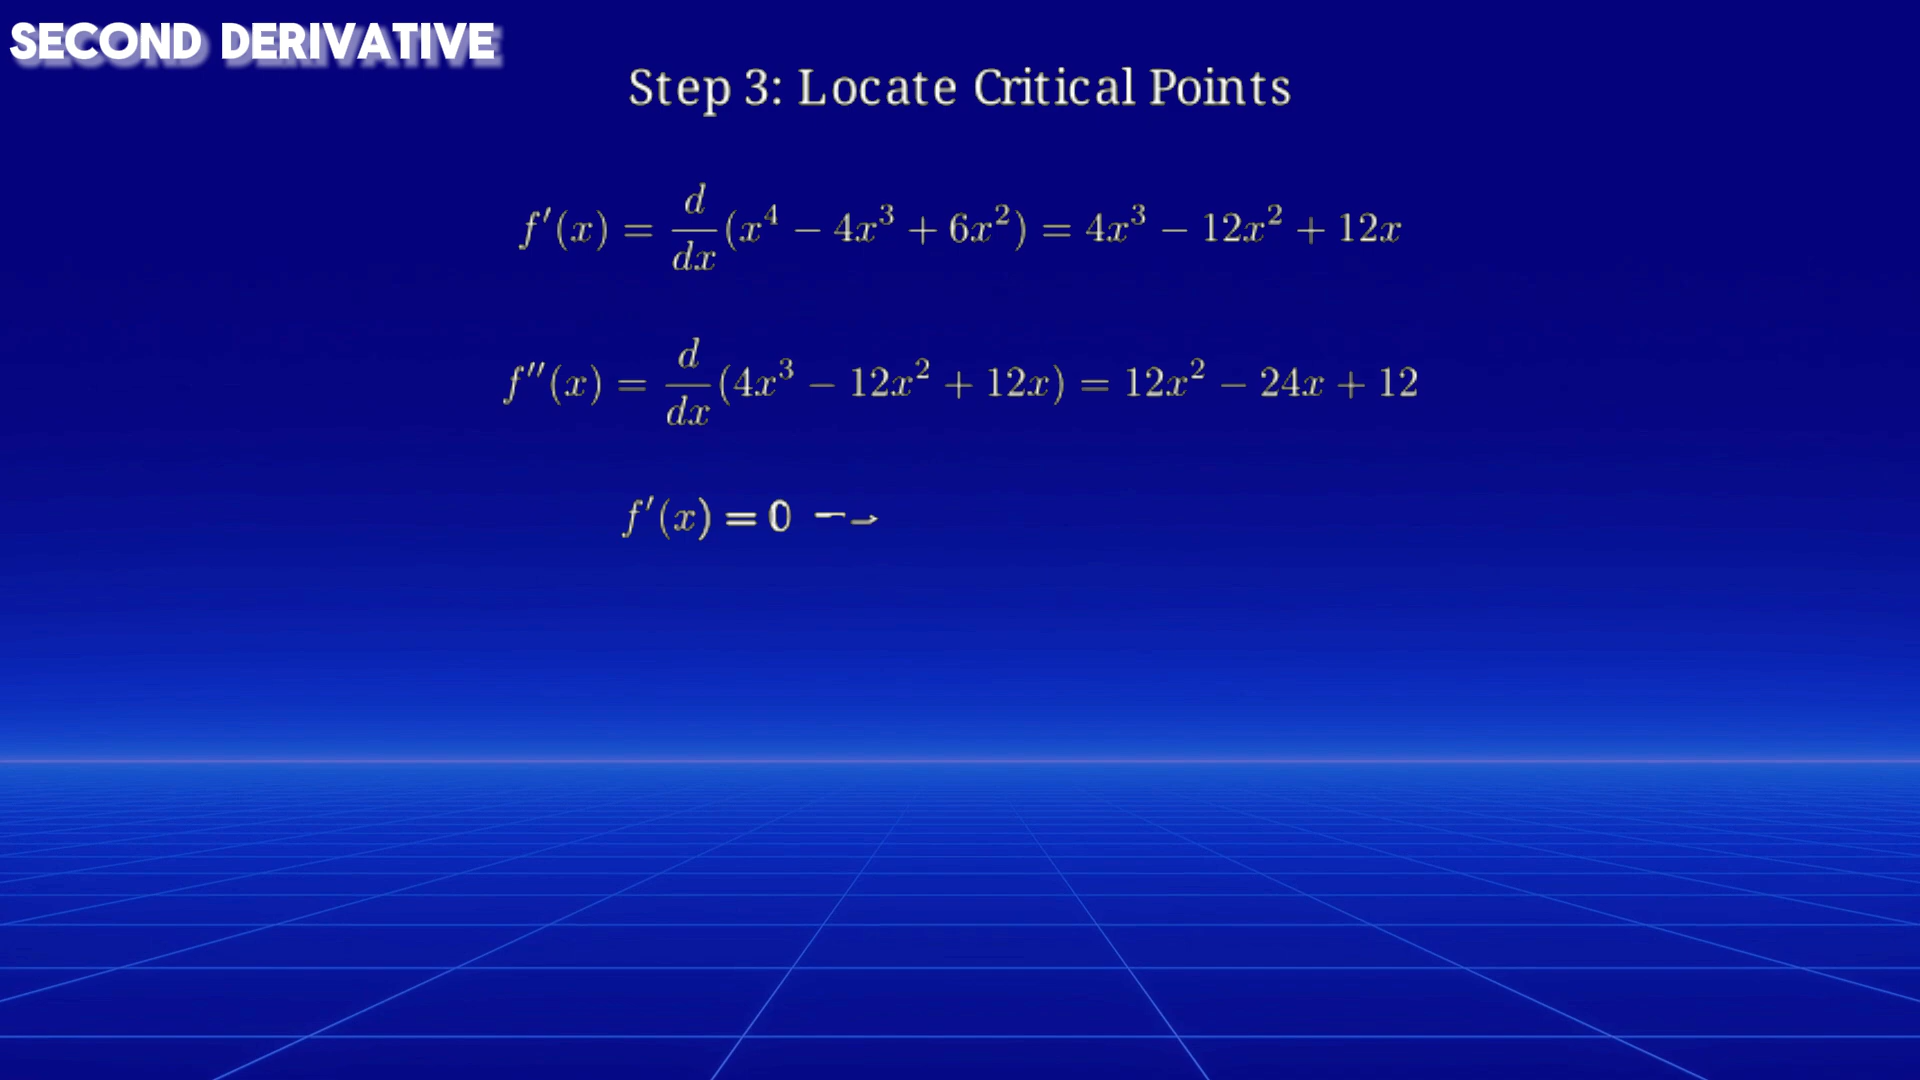 SECOND DERIVATIVE
Step 3: Locate Critical Points
f′(x) = d/dx (x⁴ − 4x³ + 6x²) = 4x³ − 12x² + 12x
f″(x) = d/dx (4x³ − 12x² + 12x) = 12x² − 24x + 12
f′(x) = 0